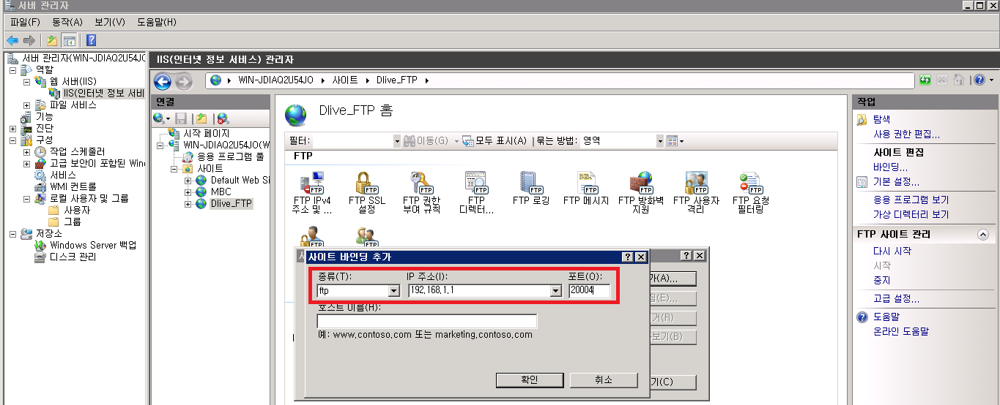 서버 관리자
파일(F) 동작(A) 보기(V) 도움말(H)
서버 관리자(WIN-JDIAQ2U54JO
역할
웹 서버(IIS)
IIS(인터넷 정보 서비
파일 서비스
기능
진단
구성
작업 스케줄러
고급 보안이 포함된 Wind
서비스
WMI 컨트롤
로컬 사용자 및 그룹
사용자
그룹
저장소
Windows Server 백업
디스크 관리
IIS(인터넷 정보 서비스) 관리자
WIN-JDIAQ2U54JO 사이트 Dlive_FTP
연결
시작 페이지
WIN-JDIAQ2U54JO(W
응용 프로그램 풀
사이트
Default Web Si
MBC
Dlive_FTP
Dlive_FTP 홈
필터: 이동(G) 모두 표시(A) 묶는 방법: 영역
FTP
FTP IPv4 주소 및 ...
FTP SSL 설정
FTP 권한 부여 규칙
FTP 디렉터...
FTP 로깅
FTP 메시지
FTP 방화벽 지원
FTP 사용자 격리
FTP 요청 필터링
사이트 바인딩 추가
종류(T): IP 주소(I): 포트(O):
ftp 192.168.1.1 20004
호스트 이름(H):
예: www.contoso.com 또는 marketing.contoso.com
확인 취소
가(A)...
집(E)...
거(R)
보기(B)
기(C)
작업
탐색
사용 권한 편집...
사이트 편집
바인딩...
기본 설정...
응용 프로그램 보기
가상 디렉터리 보기
FTP 사이트 관리
다시 시작
시작
중지
고급 설정...
도움말
온라인 도움말